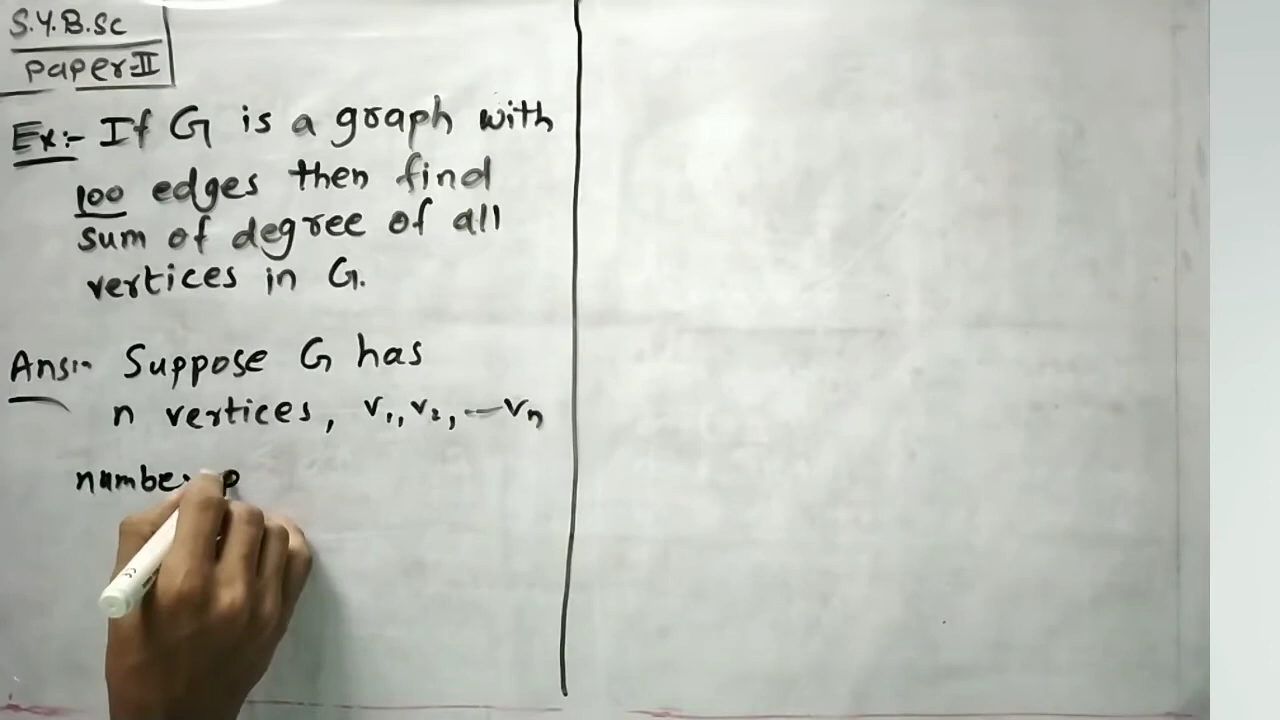 S.Y.B.Sc
Paper-II
Ex:- If G is a graph with
100 edges then find
sum of degree of all
vertices in G.
Ans:- Suppose G has
n vertices, v₁, v₂, ---vₙ
number